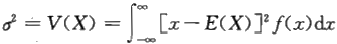 σ² = V(X) = ∫_{-∞}^{∞} [x − E(X)]² f(x)dx